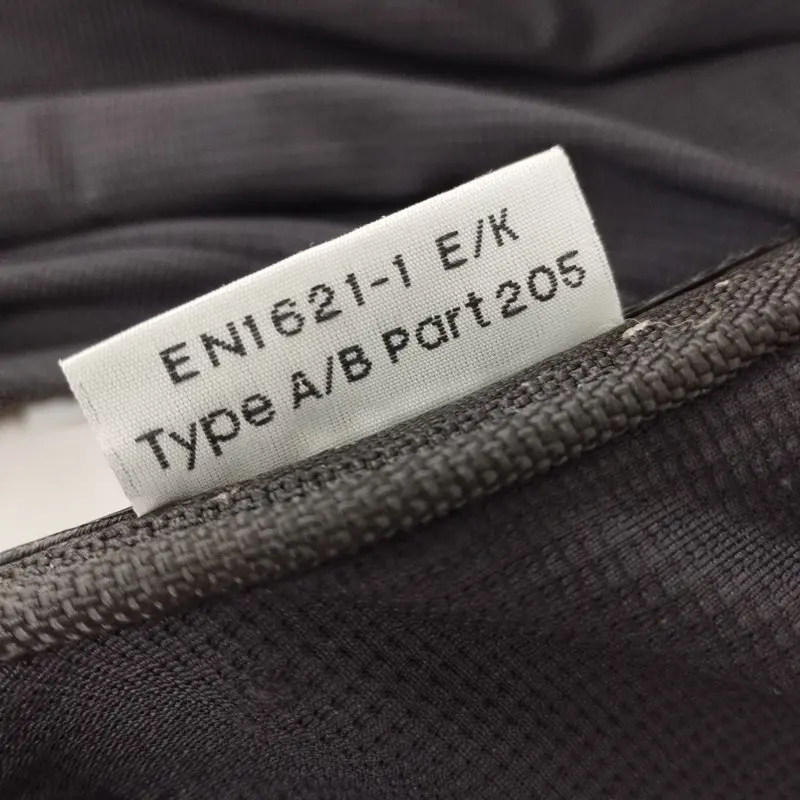 EN1621-1 E/K
Type A/B Part 205